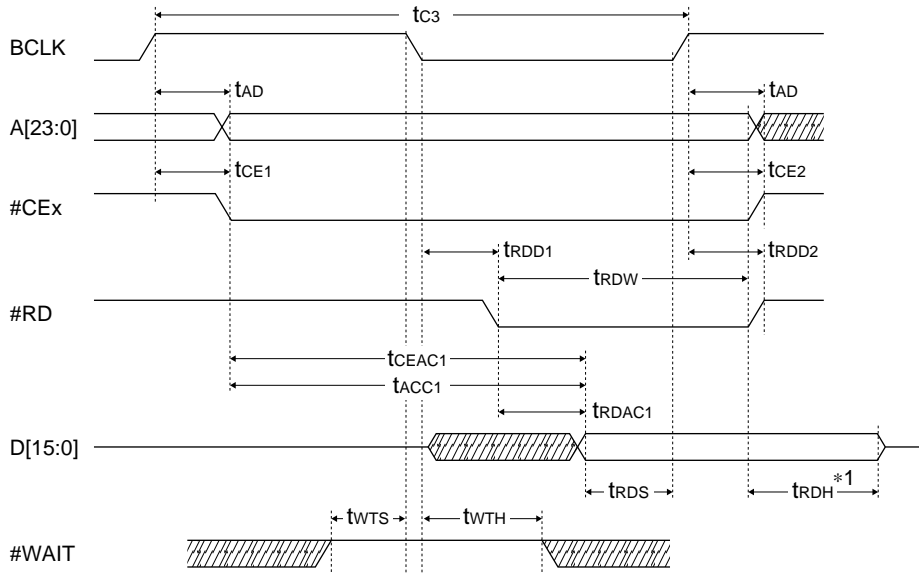 tC3
BCLK
tAD tAD
A[23:0]
tCE1 tCE2
#CEx
tRDD1 tRDD2
tRDW
#RD
tCEAC1
tACC1
tRDAC1
D[15:0]
tRDS tRDH*1
tWTS tWTH
#WAIT